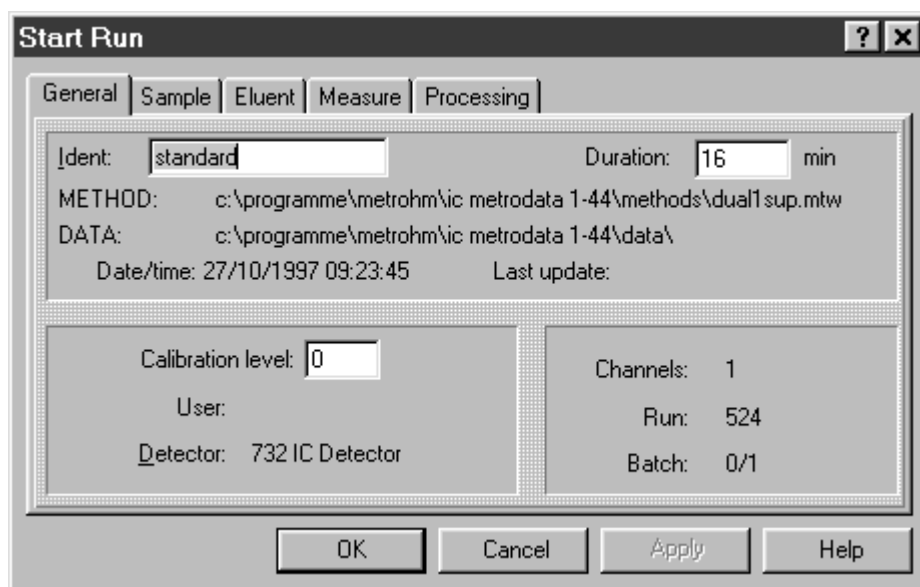 Start Run
General Sample Eluent Measure Processing
Ident: standard Duration: 16 min
METHOD: c:\programme\metrohm\ic metrodata 1-44\methods\dual1sup.mtw
DATA: c:\programme\metrohm\ic metrodata 1-44\data\
Date/time: 27/10/1997 09:23:45 Last update:
Calibration level: 0
User:
Detector: 732 IC Detector
Channels: 1
Run: 524
Batch: 0/1
OK Cancel Apply Help